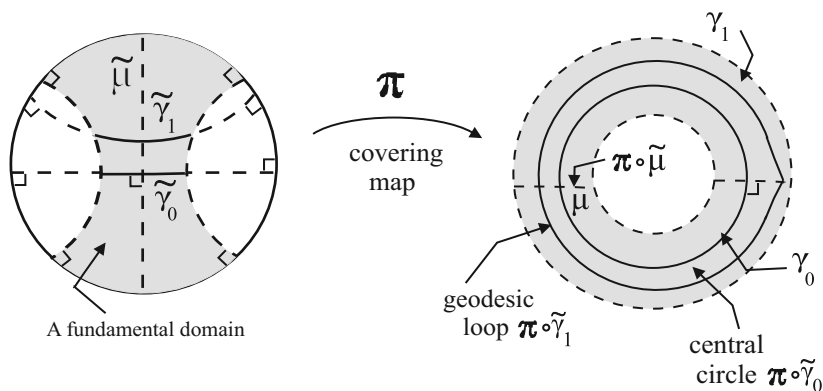 μ̃
γ̃₁
γ̃₀
A fundamental domain
π
covering
map
γ₁
π∘μ̃
μ
γ₀
geodesic
loop π∘γ̃₁
central
circle π∘γ̃₀